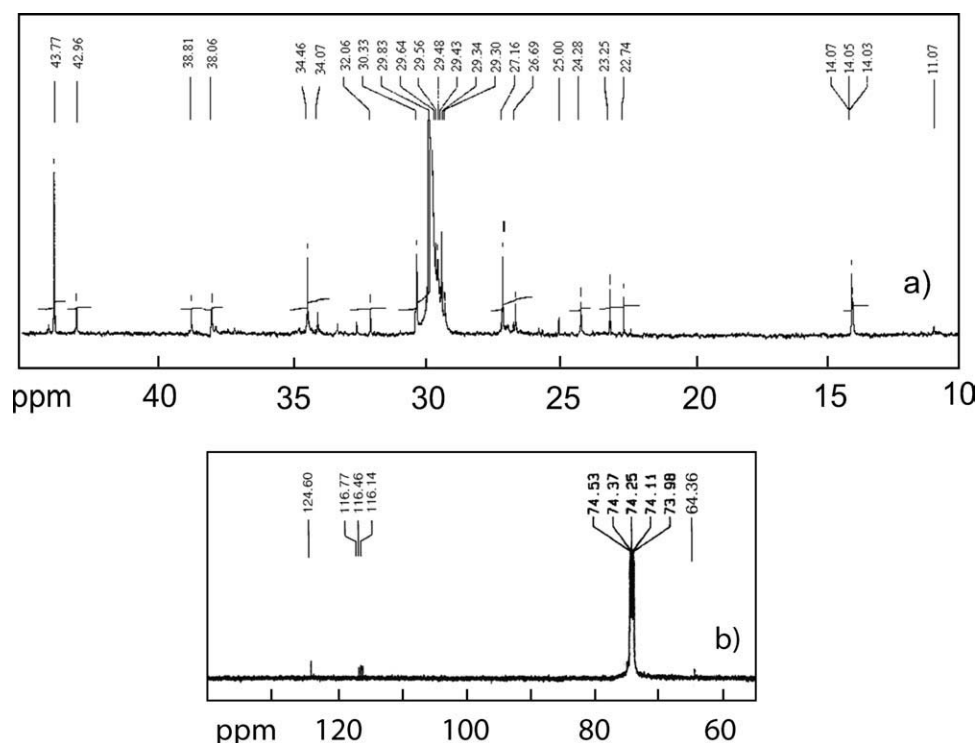 43.77 42.96 38.81 38.06 34.46 34.07 32.06 30.33 29.83 29.64 29.56 29.48 29.43 29.34 29.30 27.16 26.69 25.00 24.28 23.25 22.74 14.07 14.05 14.03 11.07
a)
ppm 40 35 30 25 20 15 10
124.60 116.77 116.46 116.14 74.53 74.37 74.25 74.11 73.98 64.36
b)
ppm 120 100 80 60